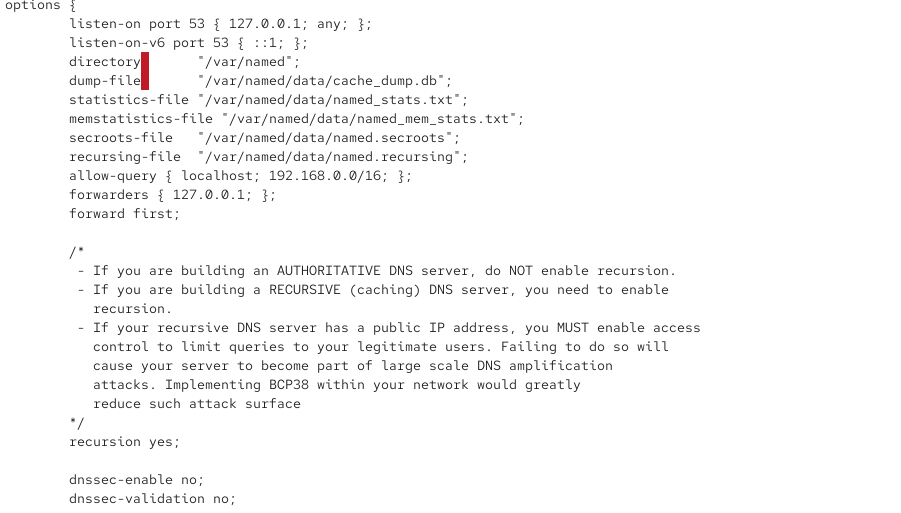 options {
listen-on port 53 { 127.0.0.1; any; };
listen-on-v6 port 53 { ::1; };
directory "/var/named";
dump-file "/var/named/data/cache_dump.db";
statistics-file "/var/named/data/named_stats.txt";
memstatistics-file "/var/named/data/named_mem_stats.txt";
secroots-file "/var/named/data/named.secroots";
recursing-file "/var/named/data/named.recursing";
allow-query { localhost; 192.168.0.0/16; };
forwarders { 127.0.0.1; };
forward first;
/*
- If you are building an AUTHORITATIVE DNS server, do NOT enable recursion.
- If you are building a RECURSIVE (caching) DNS server, you need to enable
recursion.
- If your recursive DNS server has a public IP address, you MUST enable access
control to limit queries to your legitimate users. Failing to do so will
cause your server to become part of large scale DNS amplification
attacks. Implementing BCP38 within your network would greatly
reduce such attack surface
*/
recursion yes;
dnssec-enable no;
dnssec-validation no;